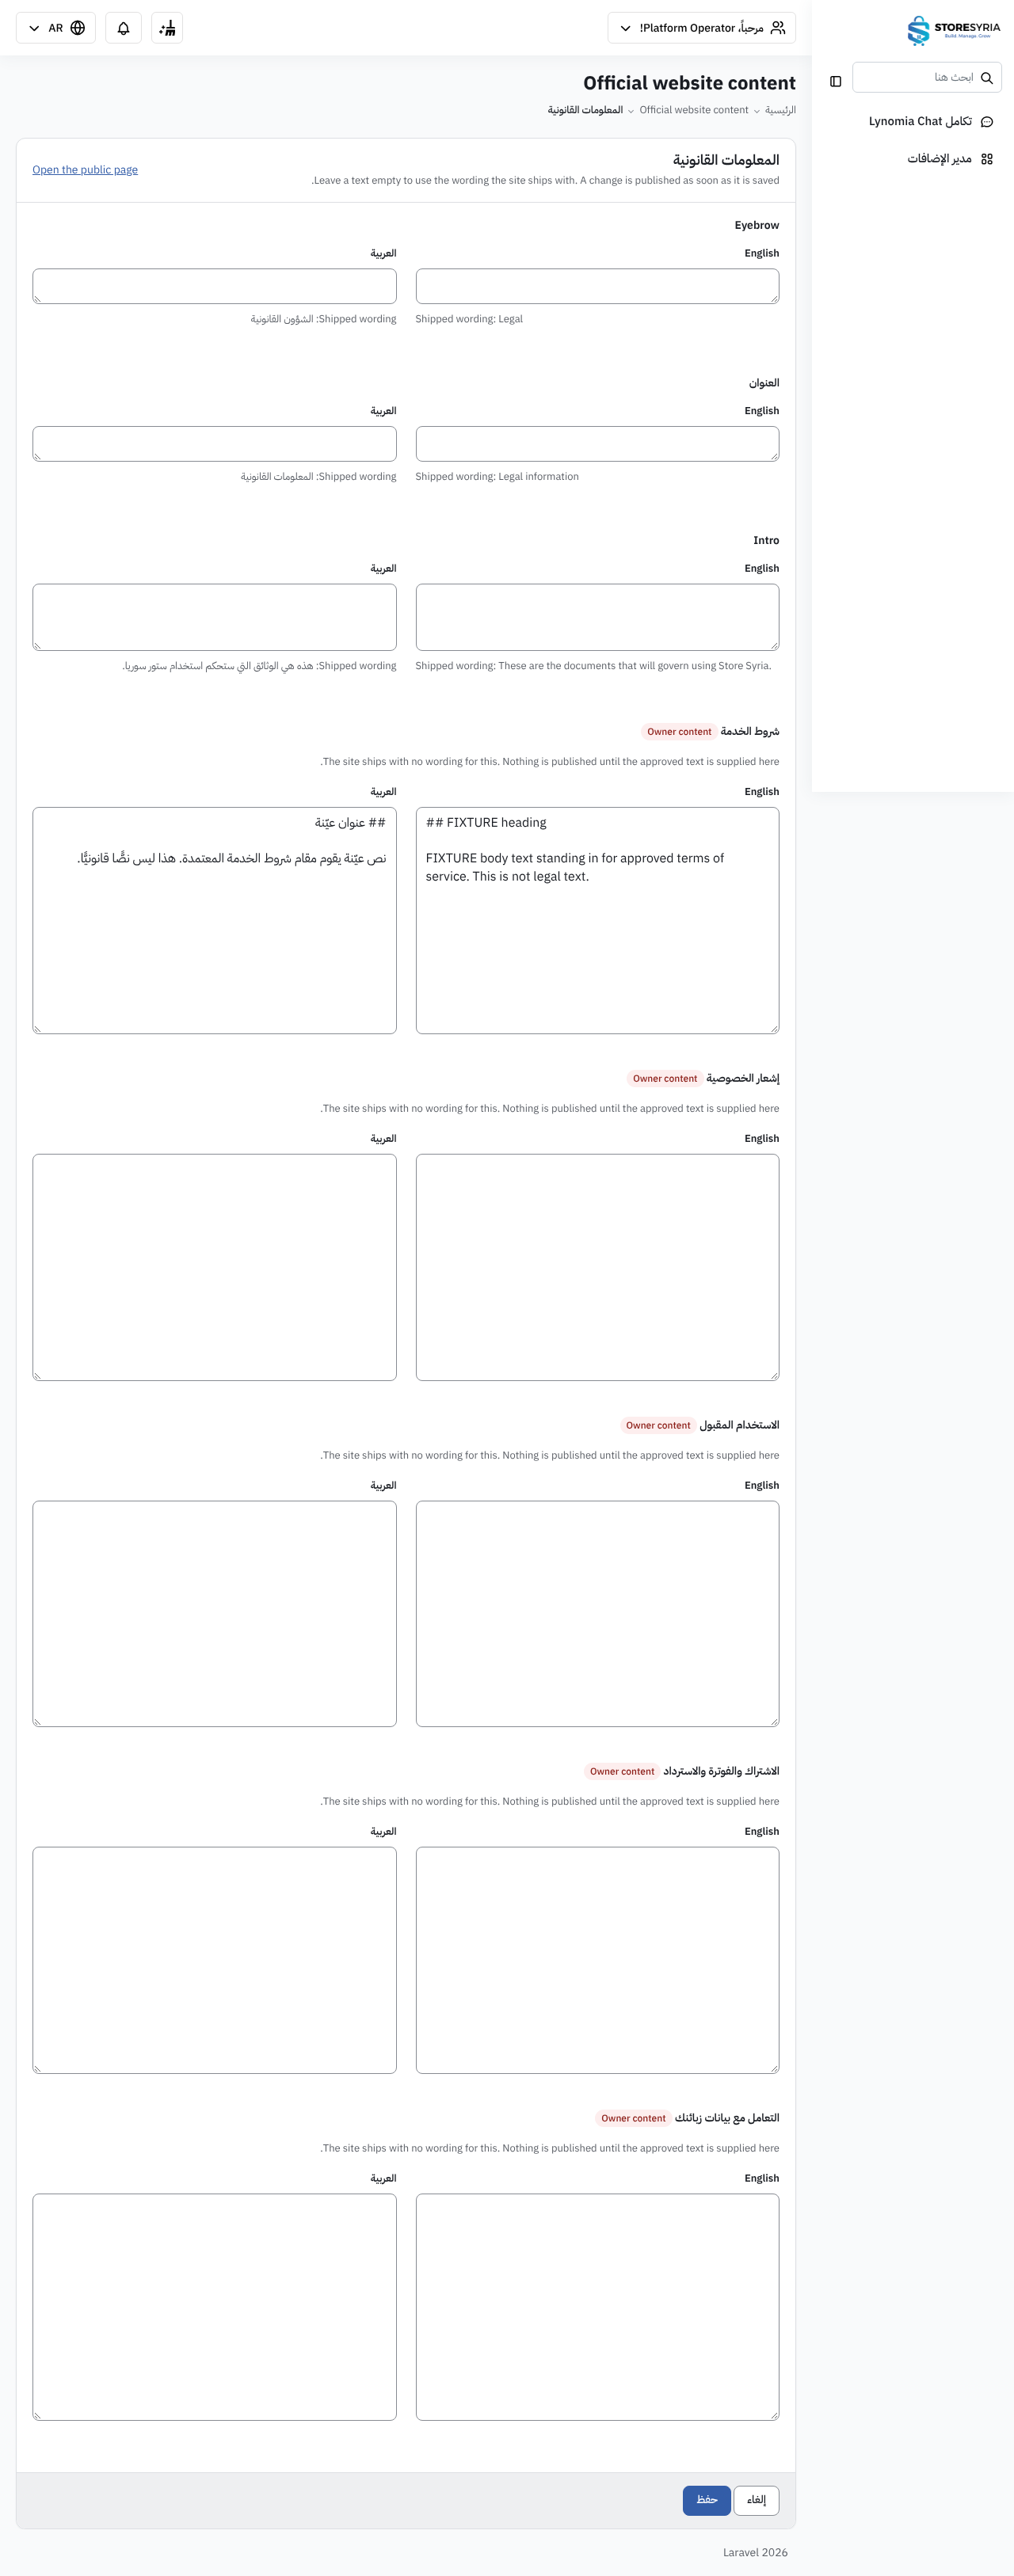 STORESYRIA
Build. Manage. Grow
مرحباً، Platform Operator!
AR
ابحث هنا
تكامل Lynomia Chat
مدير الإضافات
Official website content
الرئيسية
Official website content
المعلومات القانونية
المعلومات القانونية
Leave a text empty to use the wording the site ships with. A change is published as soon as it is saved.
Open the public page
Eyebrow
English
العربية
Shipped wording: Legal
Shipped wording: الشؤون القانونية
العنوان
English
العربية
Shipped wording: Legal information
Shipped wording: المعلومات القانونية
Intro
English
العربية
Shipped wording: These are the documents that will govern using Store Syria.
Shipped wording: هذه هي الوثائق التي ستحكم استخدام ستور سوريا.
شروط الخدمة Owner content
The site ships with no wording for this. Nothing is published until the approved text is supplied here.
English
العربية
## FIXTURE heading
FIXTURE body text standing in for approved terms of
service. This is not legal text.
## عنوان عيّنة
نص عيّنة يقوم مقام شروط الخدمة المعتمدة. هذا ليس نصًّا قانونيًّا.
إشعار الخصوصية Owner content
The site ships with no wording for this. Nothing is published until the approved text is supplied here.
English
العربية
الاستخدام المقبول Owner content
The site ships with no wording for this. Nothing is published until the approved text is supplied here.
English
العربية
الاشتراك والفوترة والاسترداد Owner content
The site ships with no wording for this. Nothing is published until the approved text is supplied here.
English
العربية
التعامل مع بيانات زبائنك Owner content
The site ships with no wording for this. Nothing is published until the approved text is supplied here.
English
العربية
إلغاء
حفظ
Laravel 2026